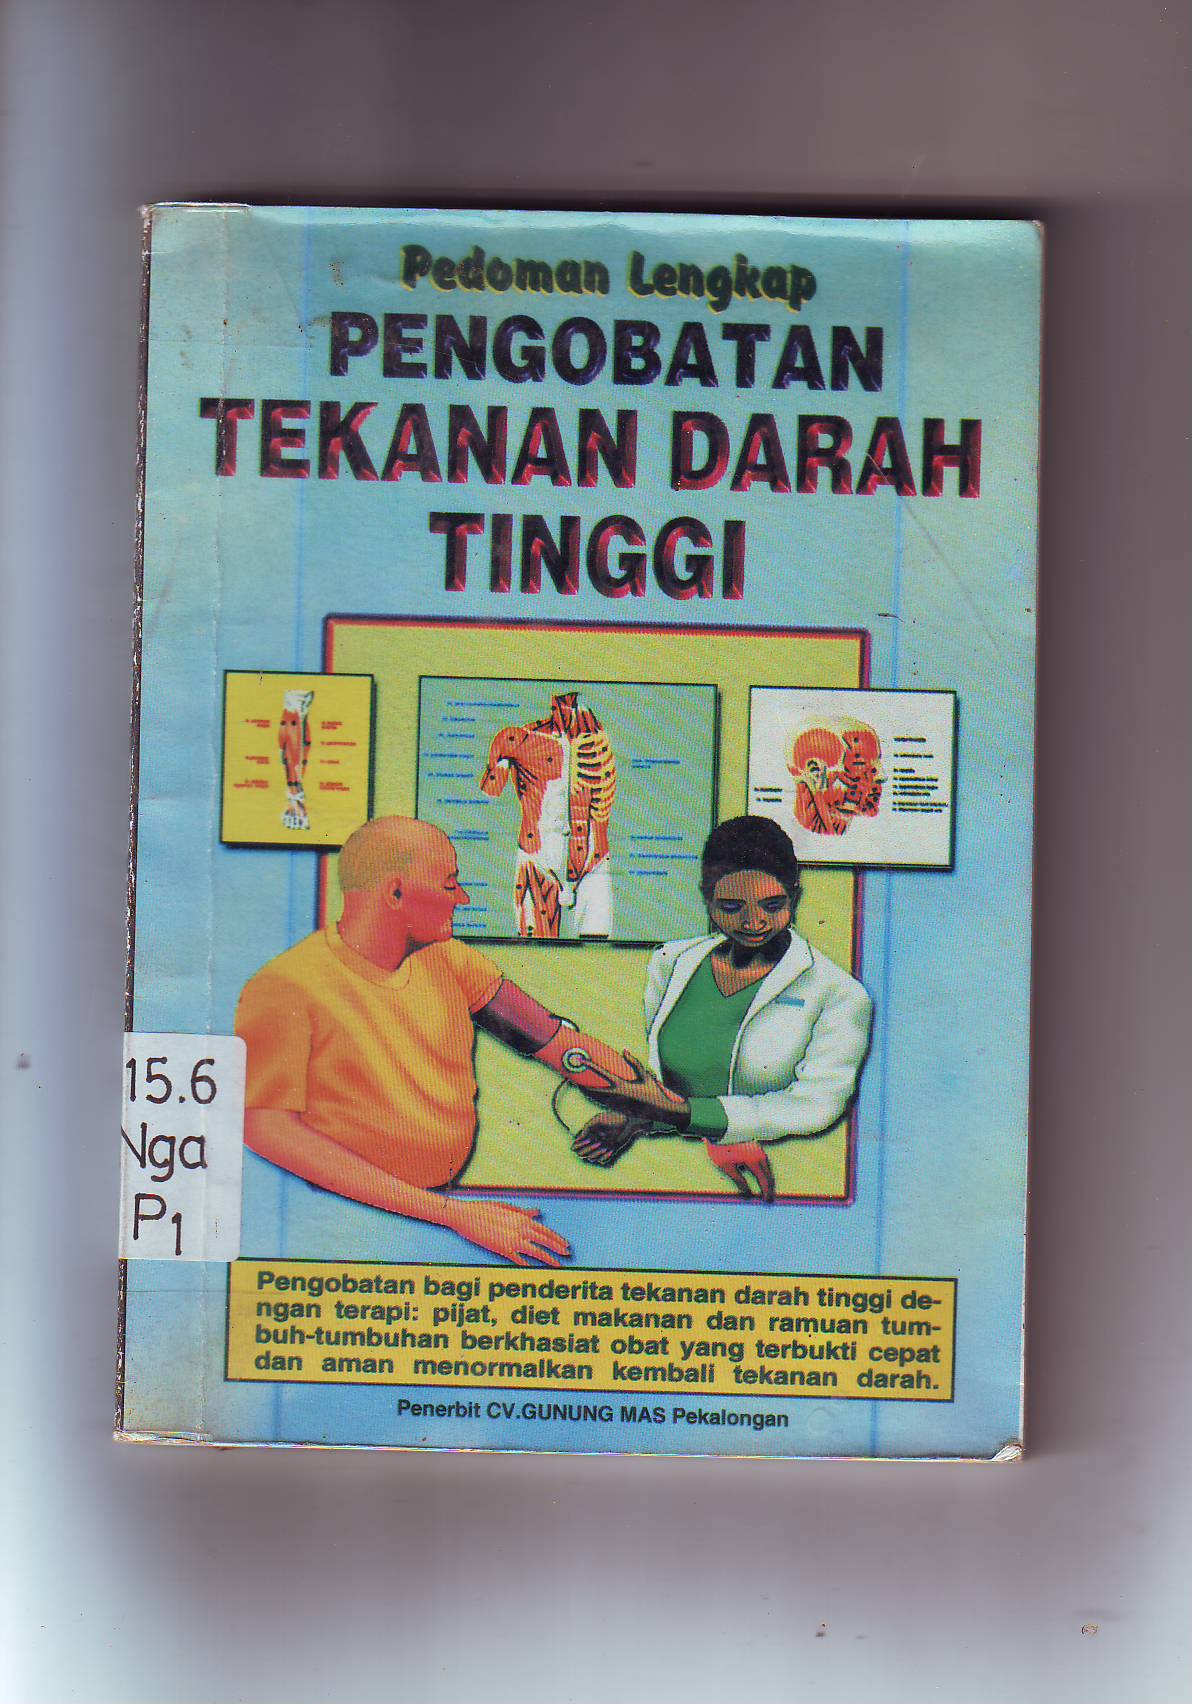 Pedoman Lengkap
PENGOBATAN
TEKANAN DARAH
TINGGI
15.6
Nga
P1
Pengobatan bagi penderita tekanan darah tinggi de-
ngan terapi: pijat, diet makanan dan ramuan tum-
buh-tumbuhan berkhasiat obat yang terbukti cepat
dan aman menormalkan kembali tekanan darah.
Penerbit CV.GUNUNG MAS Pekalongan